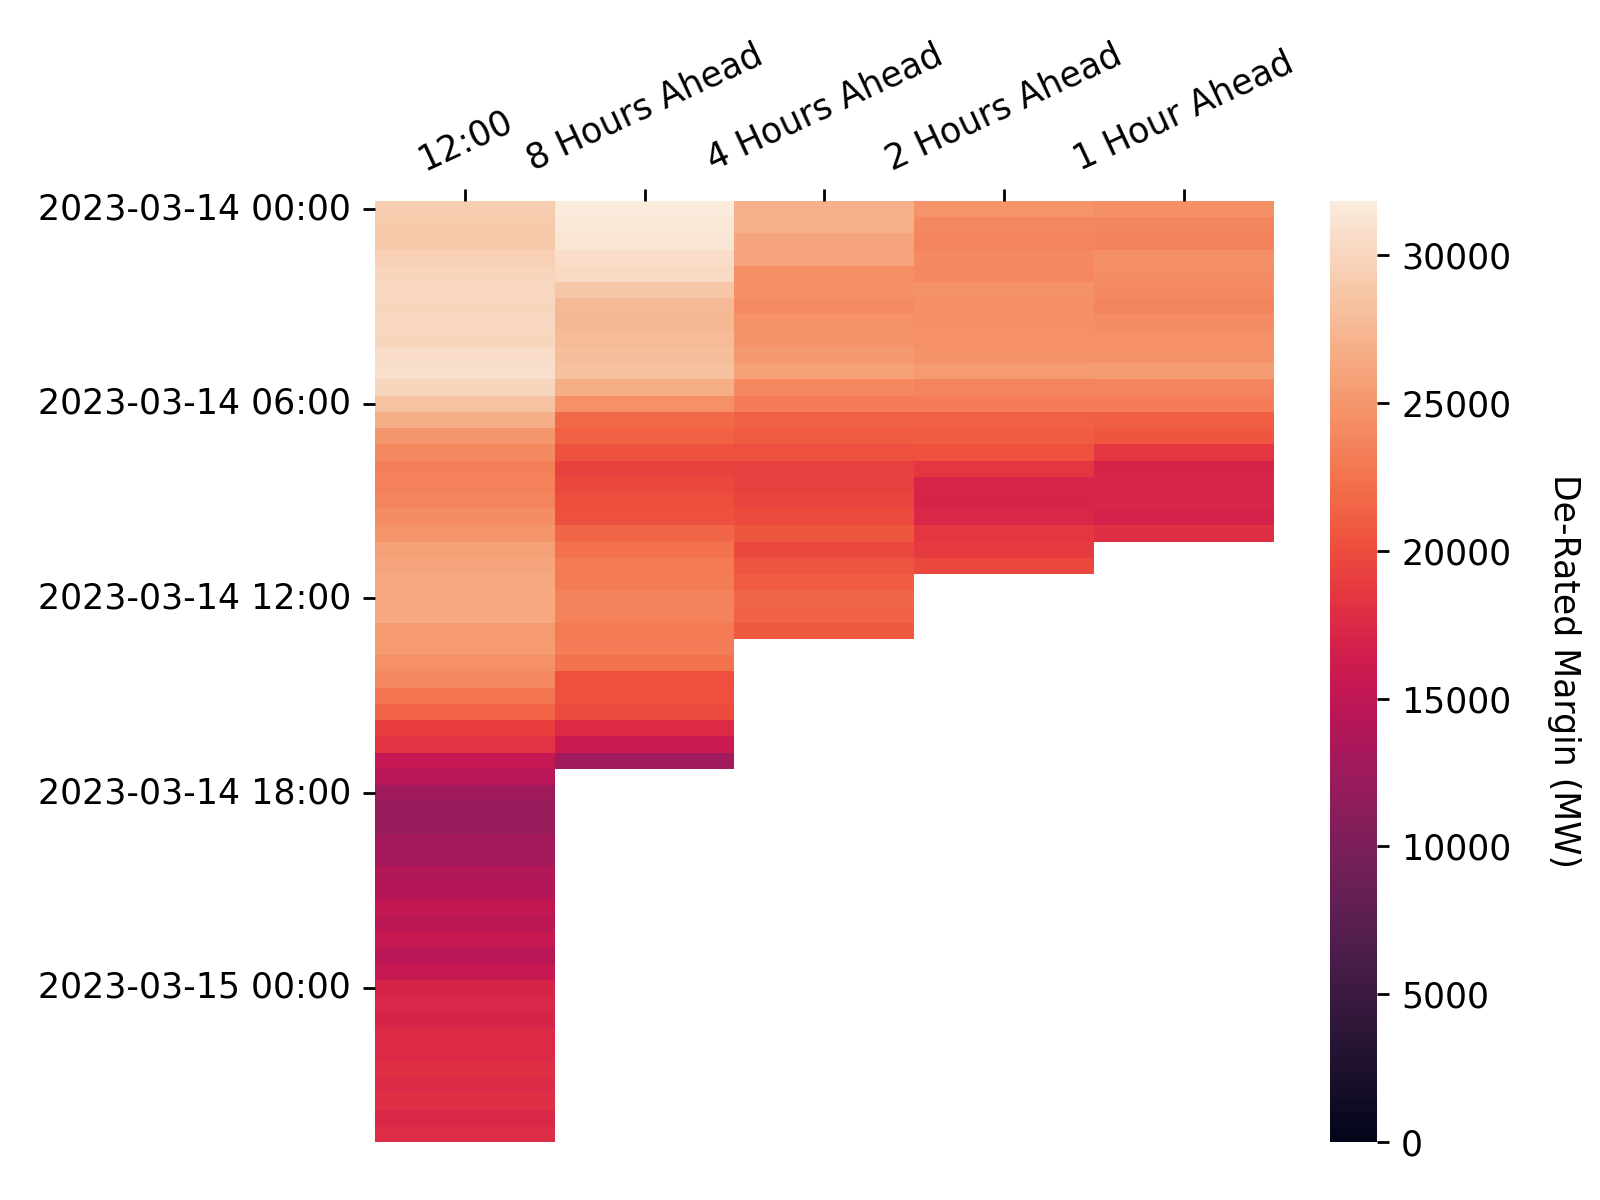 12:00
8 Hours Ahead
4 Hours Ahead
2 Hours Ahead
1 Hour Ahead
2023-03-14 00:00
2023-03-14 06:00
2023-03-14 12:00
2023-03-14 18:00
2023-03-15 00:00
30000
25000
20000
15000
10000
5000
0
De-Rated Margin (MW)